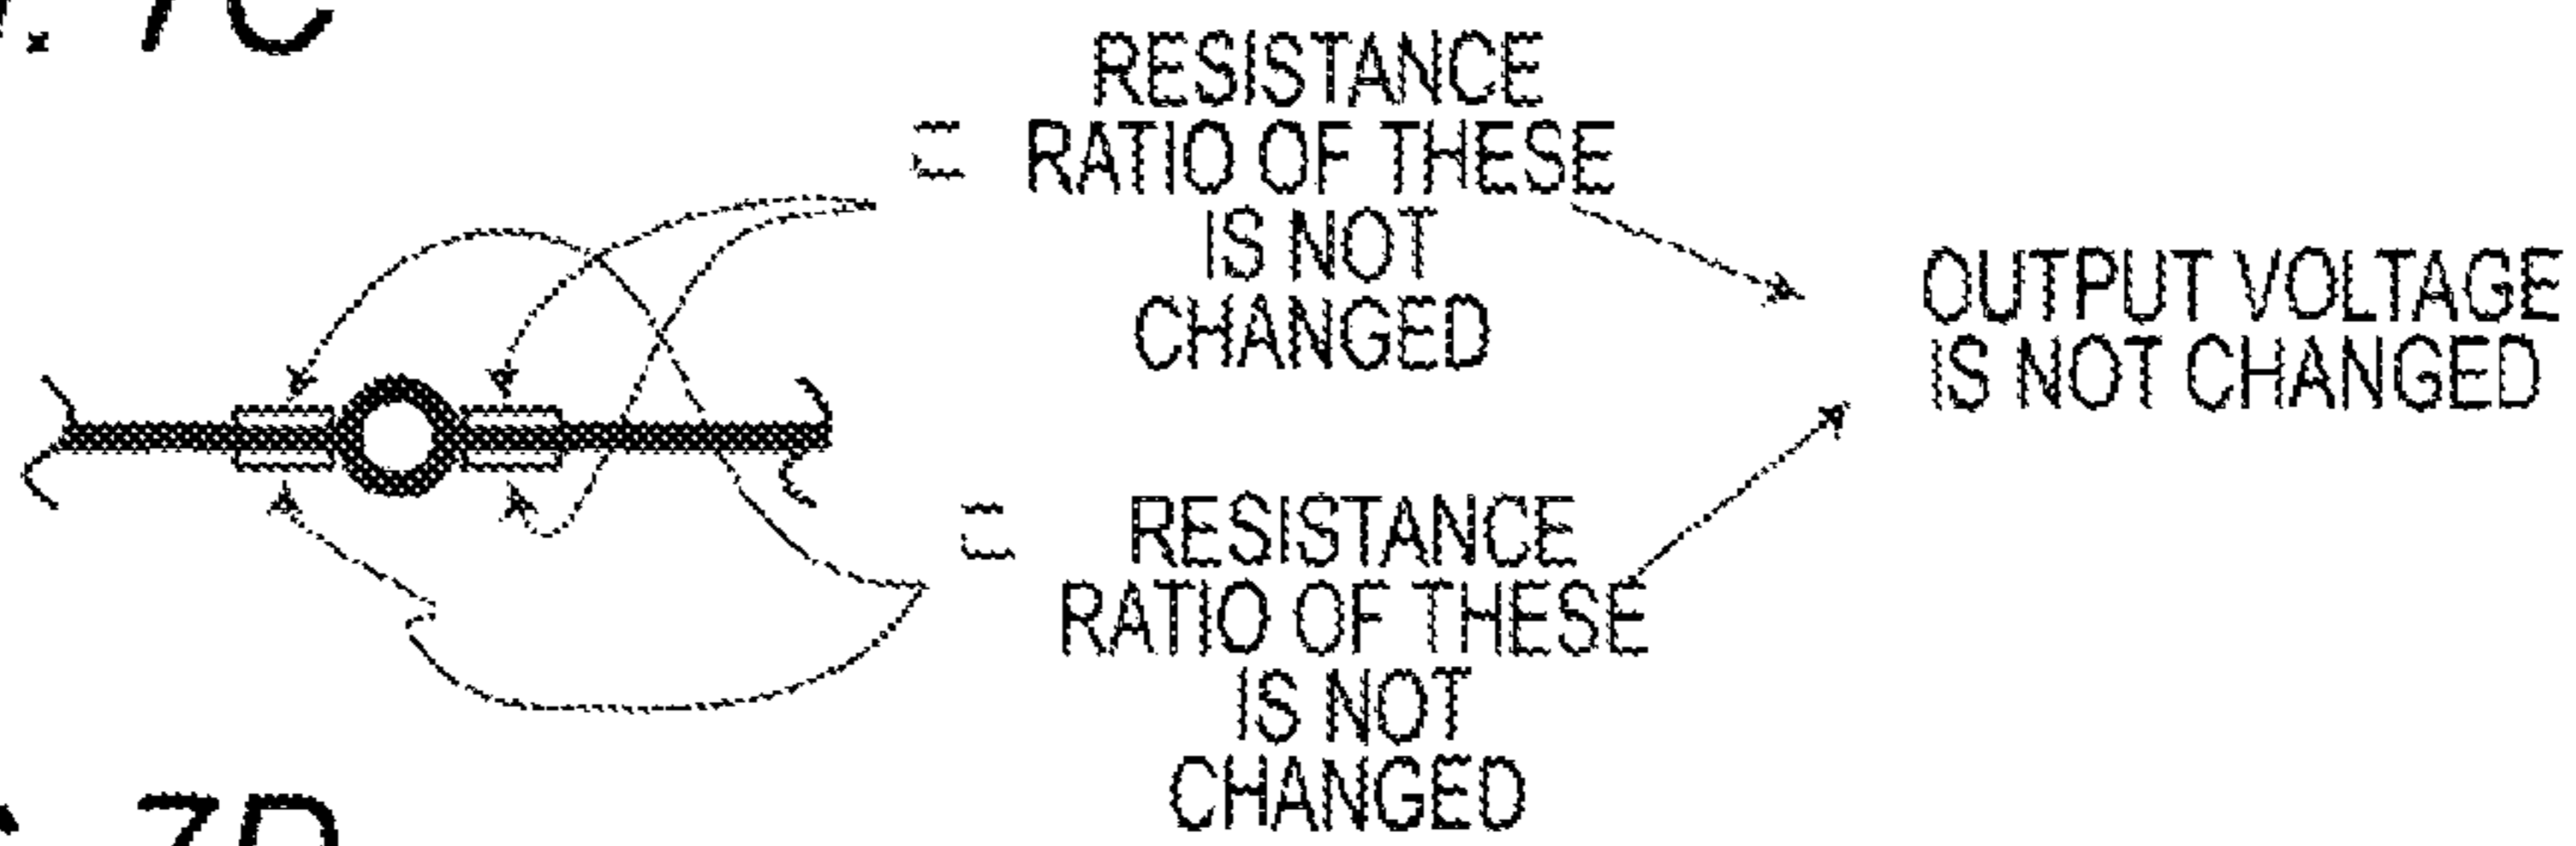 7C
RESISTANCE
RATIO OF THESE
IS NOT
CHANGED
OUTPUT VOLTAGE
IS NOT CHANGED
RESISTANCE
RATIO OF THESE
IS NOT
CHANGED